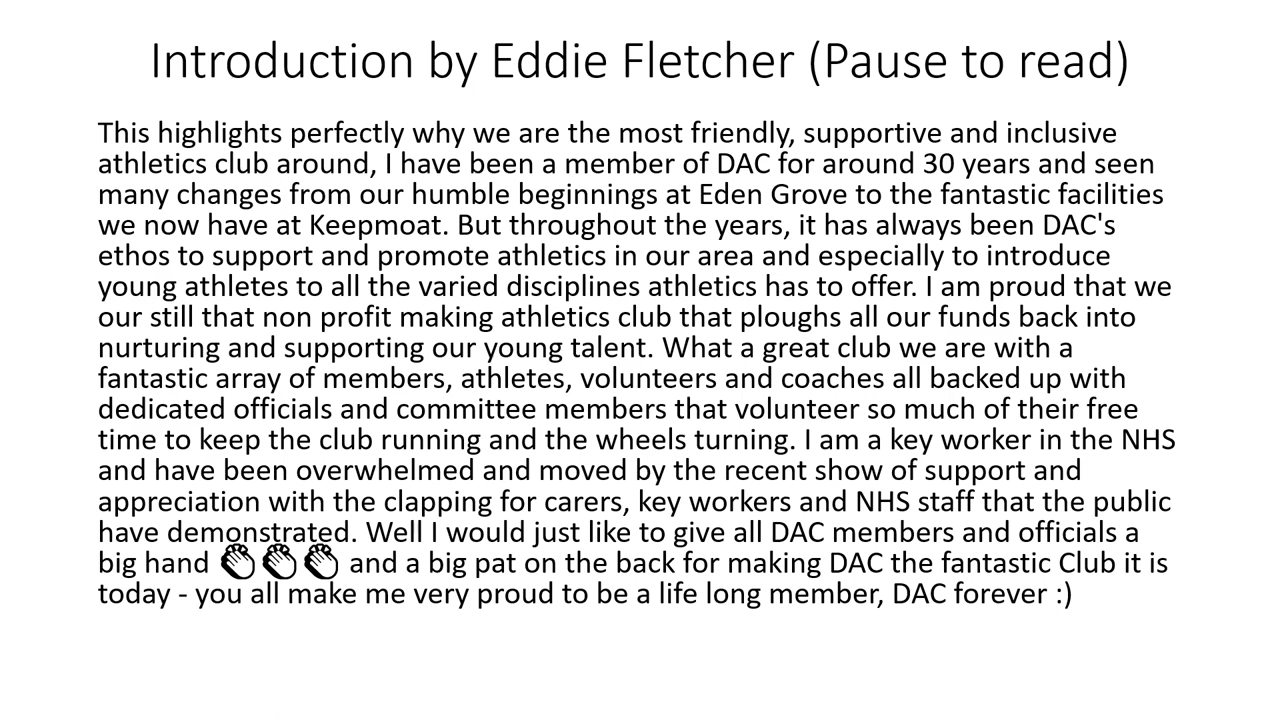 Introduction by Eddie Fletcher (Pause to read)
This highlights perfectly why we are the most friendly, supportive and inclusive
athletics club around, I have been a member of DAC for around 30 years and seen
many changes from our humble beginnings at Eden Grove to the fantastic facilities
we now have at Keepmoat. But throughout the years, it has always been DAC's
ethos to support and promote athletics in our area and especially to introduce
young athletes to all the varied disciplines athletics has to offer. I am proud that we
our still that non profit making athletics club that ploughs all our funds back into
nurturing and supporting our young talent. What a great club we are with a
fantastic array of members, athletes, volunteers and coaches all backed up with
dedicated officials and committee members that volunteer so much of their free
time to keep the club running and the wheels turning. I am a key worker in the NHS
and have been overwhelmed and moved by the recent show of support and
appreciation with the clapping for carers, key workers and NHS staff that the public
have demonstrated. Well I would just like to give all DAC members and officials a
big hand 👏👏👏 and a big pat on the back for making DAC the fantastic Club it is
today - you all make me very proud to be a life long member, DAC forever :)